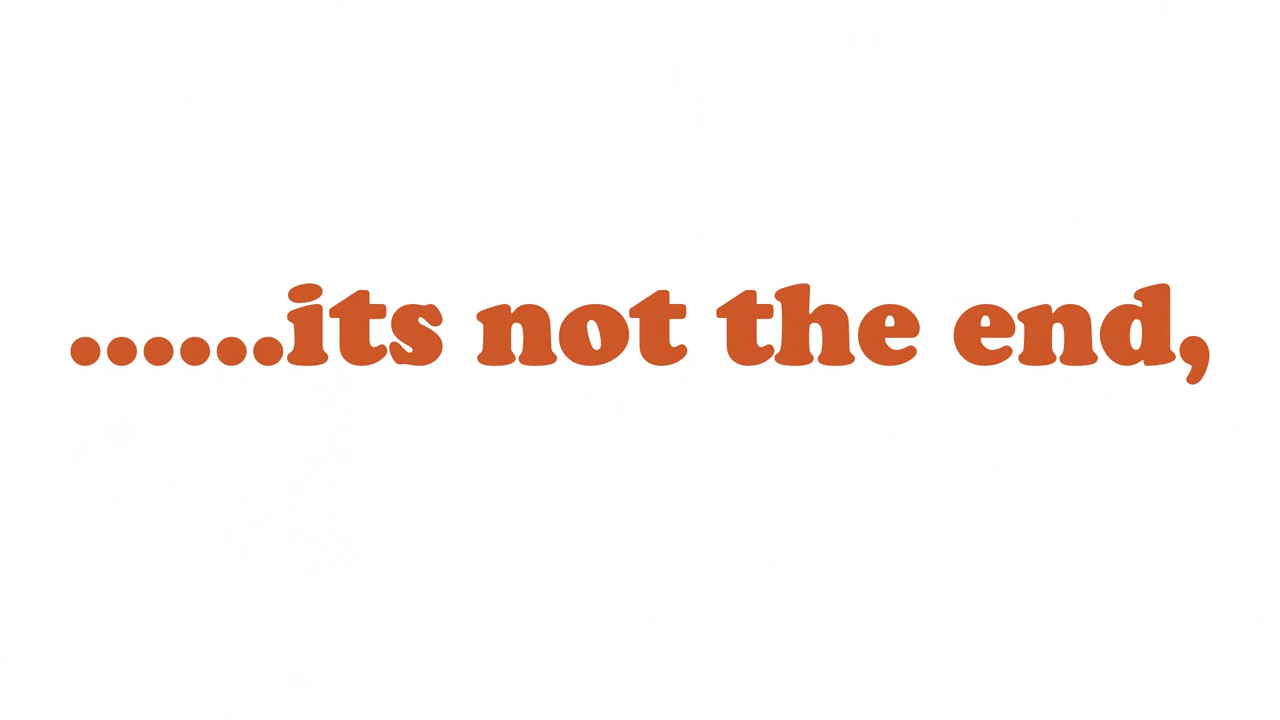 ......its not the end,